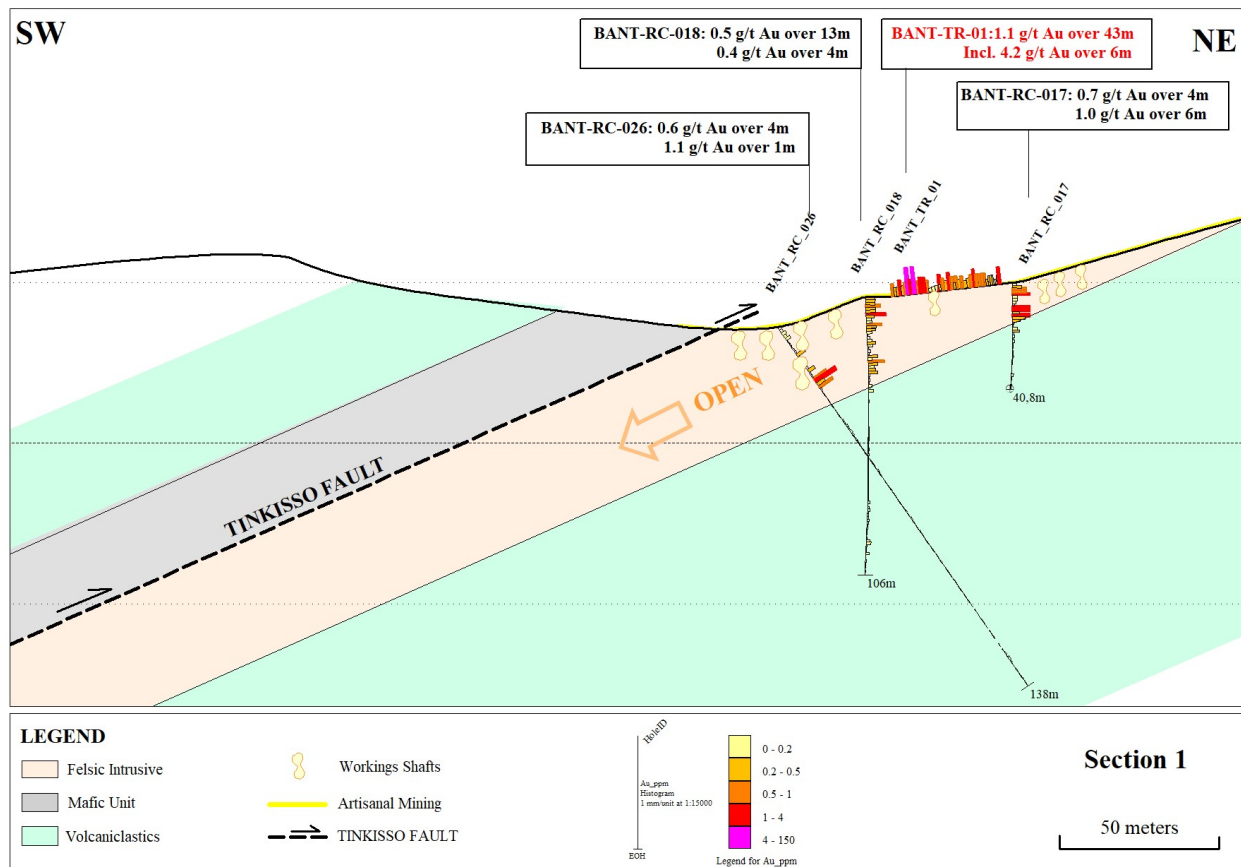 SW
BANT-RC-018: 0.5 g/t Au over 13m
0.4 g/t Au over 4m
BANT-TR-01:1.1 g/t Au over 43m
Incl. 4.2 g/t Au over 6m
NE
BANT-RC-017: 0.7 g/t Au over 4m
1.0 g/t Au over 6m
BANT-RC-026: 0.6 g/t Au over 4m
1.1 g/t Au over 1m
BANT_RC_026
BANT_RC_018
BANT_TR_01
BANT_RC_017
OPEN
40,8m
TINKISSO FAULT
106m
138m
LEGEND
Felsic Intrusive
Mafic Unit
Volcaniclastics
Workings Shafts
Artisanal Mining
TINKISSO FAULT
HoleID
Au_ppm
Histogram
1 mm/unit at 1:15000
EOH
0 - 0.2
0.2 - 0.5
0.5 - 1
1 - 4
4 - 150
Legend for Au_ppm
Section 1
50 meters